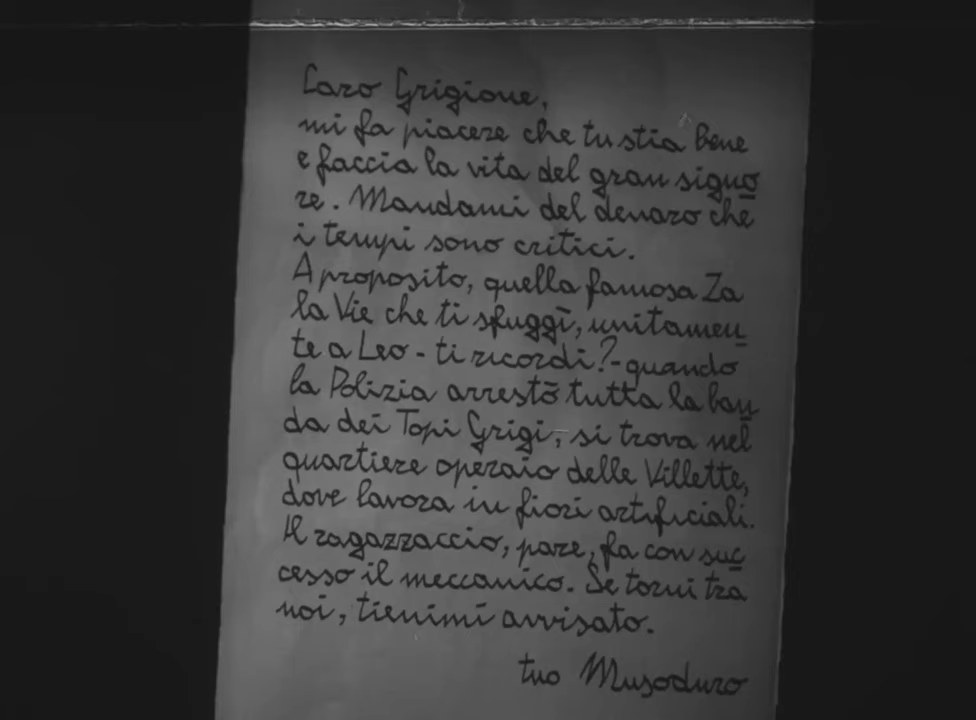 Caro Grigione,
mi fa piacere che tu stia bene
e faccia la vita del gran signo
re. Mandami del denaro che
i tempi sono critici.
A proposito, quella famosa Za
la Vie che ti sfuggì, unitamen
te a Leo - ti ricordi? - quando
la Polizia arrestò tutta la ban
da dei Topi Grigi, si trova nel
quartiere operaio delle Villette,
dove lavora in fiori artificiali.
Il ragazzaccio, pare, fa con suc
cesso il meccanico. Se torni tra
noi, tienimi avvisato.
tuo Musoduro